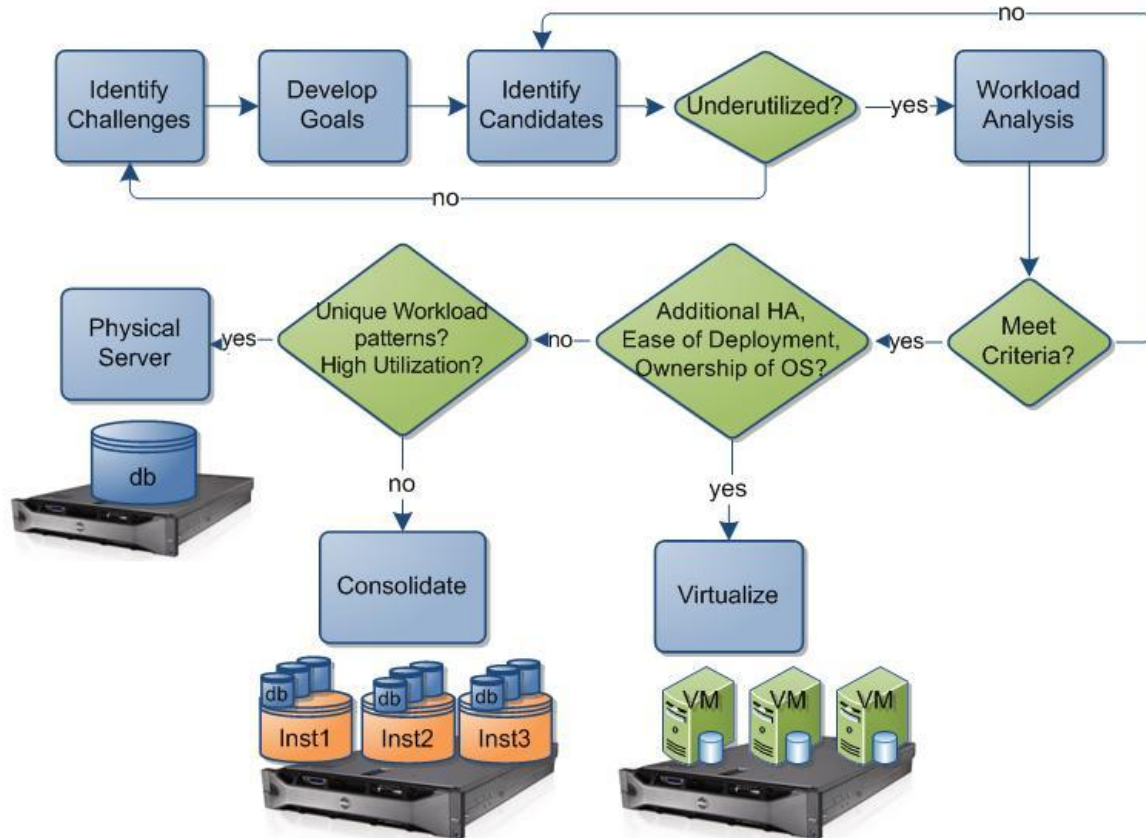 no
Identify
Challenges
Develop
Goals
Identify
Candidates
Underutilized?
yes
Workload
Analysis
no
Physical
Server
yes
Unique Workload
patterns?
High Utilization?
no
Additional HA,
Ease of Deployment,
Ownership of OS?
yes
Meet
Criteria?
db
no
yes
Consolidate
Virtualize
db
db
db
VM
VM
VM
Inst1
Inst2
Inst3